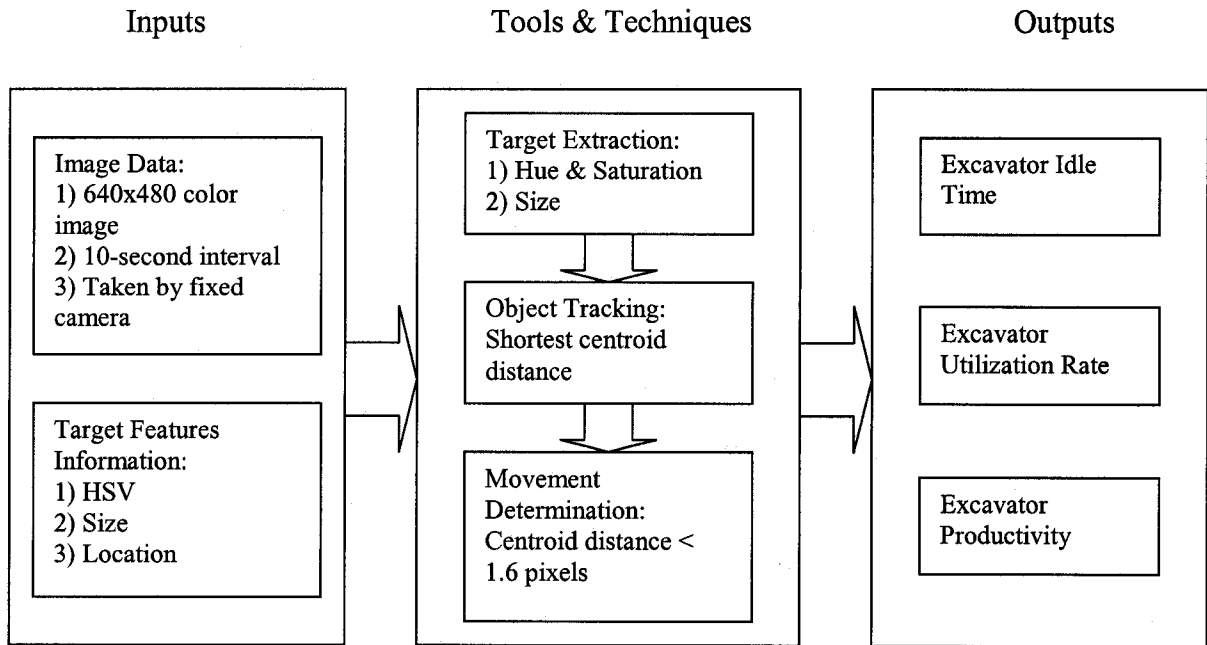 Inputs
Tools & Techniques
Outputs
Image Data:
1) 640x480 color
image
2) 10-second interval
3) Taken by fixed
camera
Target Features
Information:
1) HSV
2) Size
3) Location
Target Extraction:
1) Hue & Saturation
2) Size
Object Tracking:
Shortest centroid
distance
Movement
Determination:
Centroid distance <
1.6 pixels
Excavator Idle
Time
Excavator
Utilization Rate
Excavator
Productivity